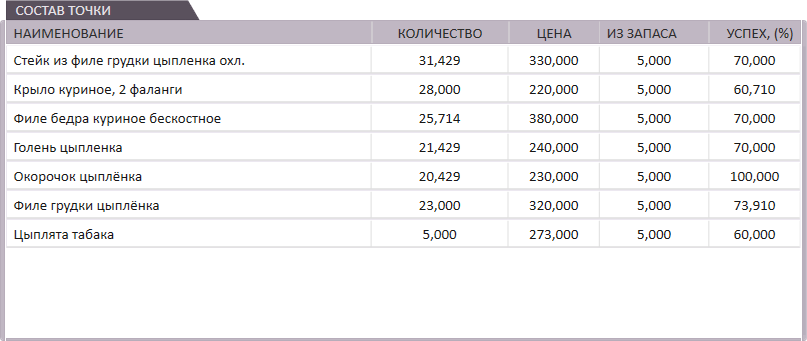 СОСТАВ ТОЧКИ
НАИМЕНОВАНИЕ КОЛИЧЕСТВО ЦЕНА ИЗ ЗАПАСА УСПЕХ, (%)
Стейк из филе грудки цыпленка охл. 31,429 330,000 5,000 70,000
Крыло куриное, 2 фаланги 28,000 220,000 5,000 60,710
Филе бедра куриное бескостное 25,714 380,000 5,000 70,000
Голень цыпленка 21,429 240,000 5,000 70,000
Окорочок цыплёнка 20,429 230,000 5,000 100,000
Филе грудки цыплёнка 23,000 320,000 5,000 73,910
Цыплята табака 5,000 273,000 5,000 60,000